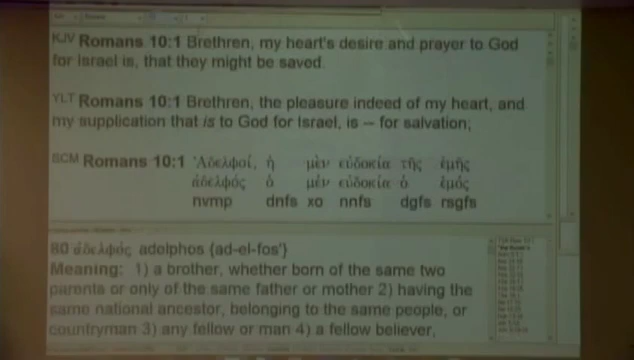 KJV Romans 10:1 Brethren, my heart's desire and prayer to God
for Israel is, that they might be saved.
YLT Romans 10:1 Brethren, the pleasure indeed of my heart, and
my supplication that is to God for Israel, is -- for salvation;
SCM Romans 10:1 Ἀδελφοί, ἡ μὲν εὐδοκία τῆς ἐμῆς
ἀδελφός ὁ μέν εὐδοκία ὁ ἐμός
nvmp dnfs xo nnfs dgfs rsgfs
80 ἀδελφός adolphos {ad-el-fos'}
Meaning: 1) a brother, whether born of the same two
parents or only of the same father or mother 2) having the
same national ancestor, belonging to the same people, or
countryman 3) any fellow or man 4) a fellow believer,